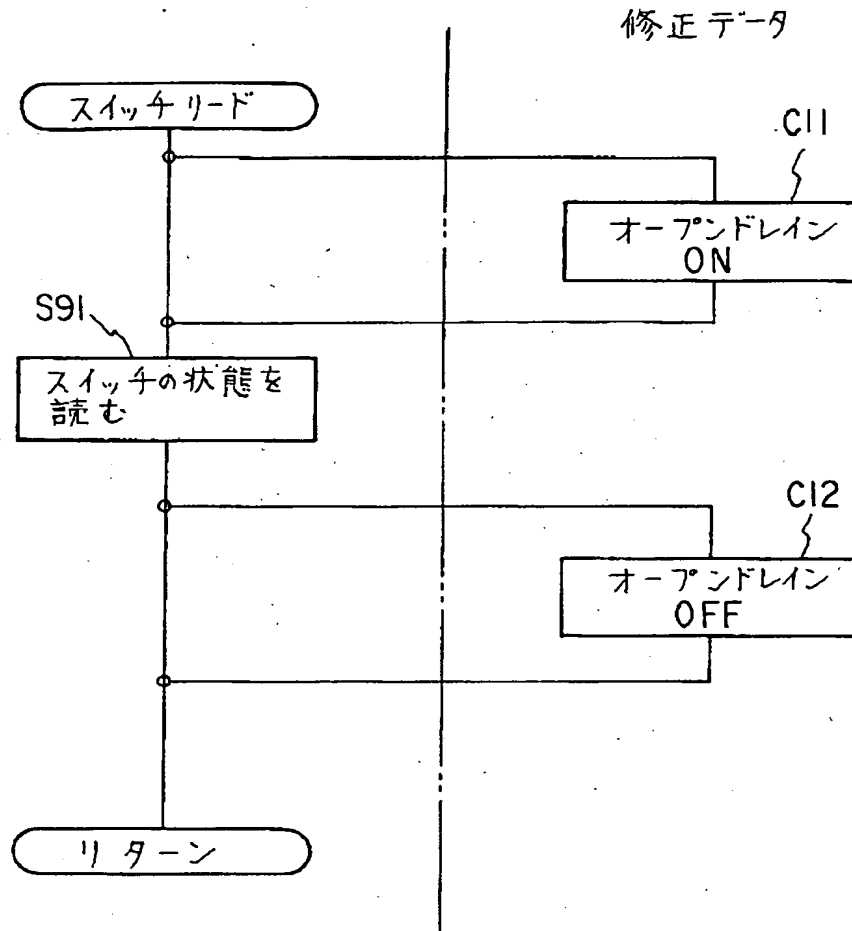 修正データ
スイッチリード
C11
オープンドレイン
ON
S91
スイッチの状態を
読む
C12
オープンドレイン
OFF
リターン